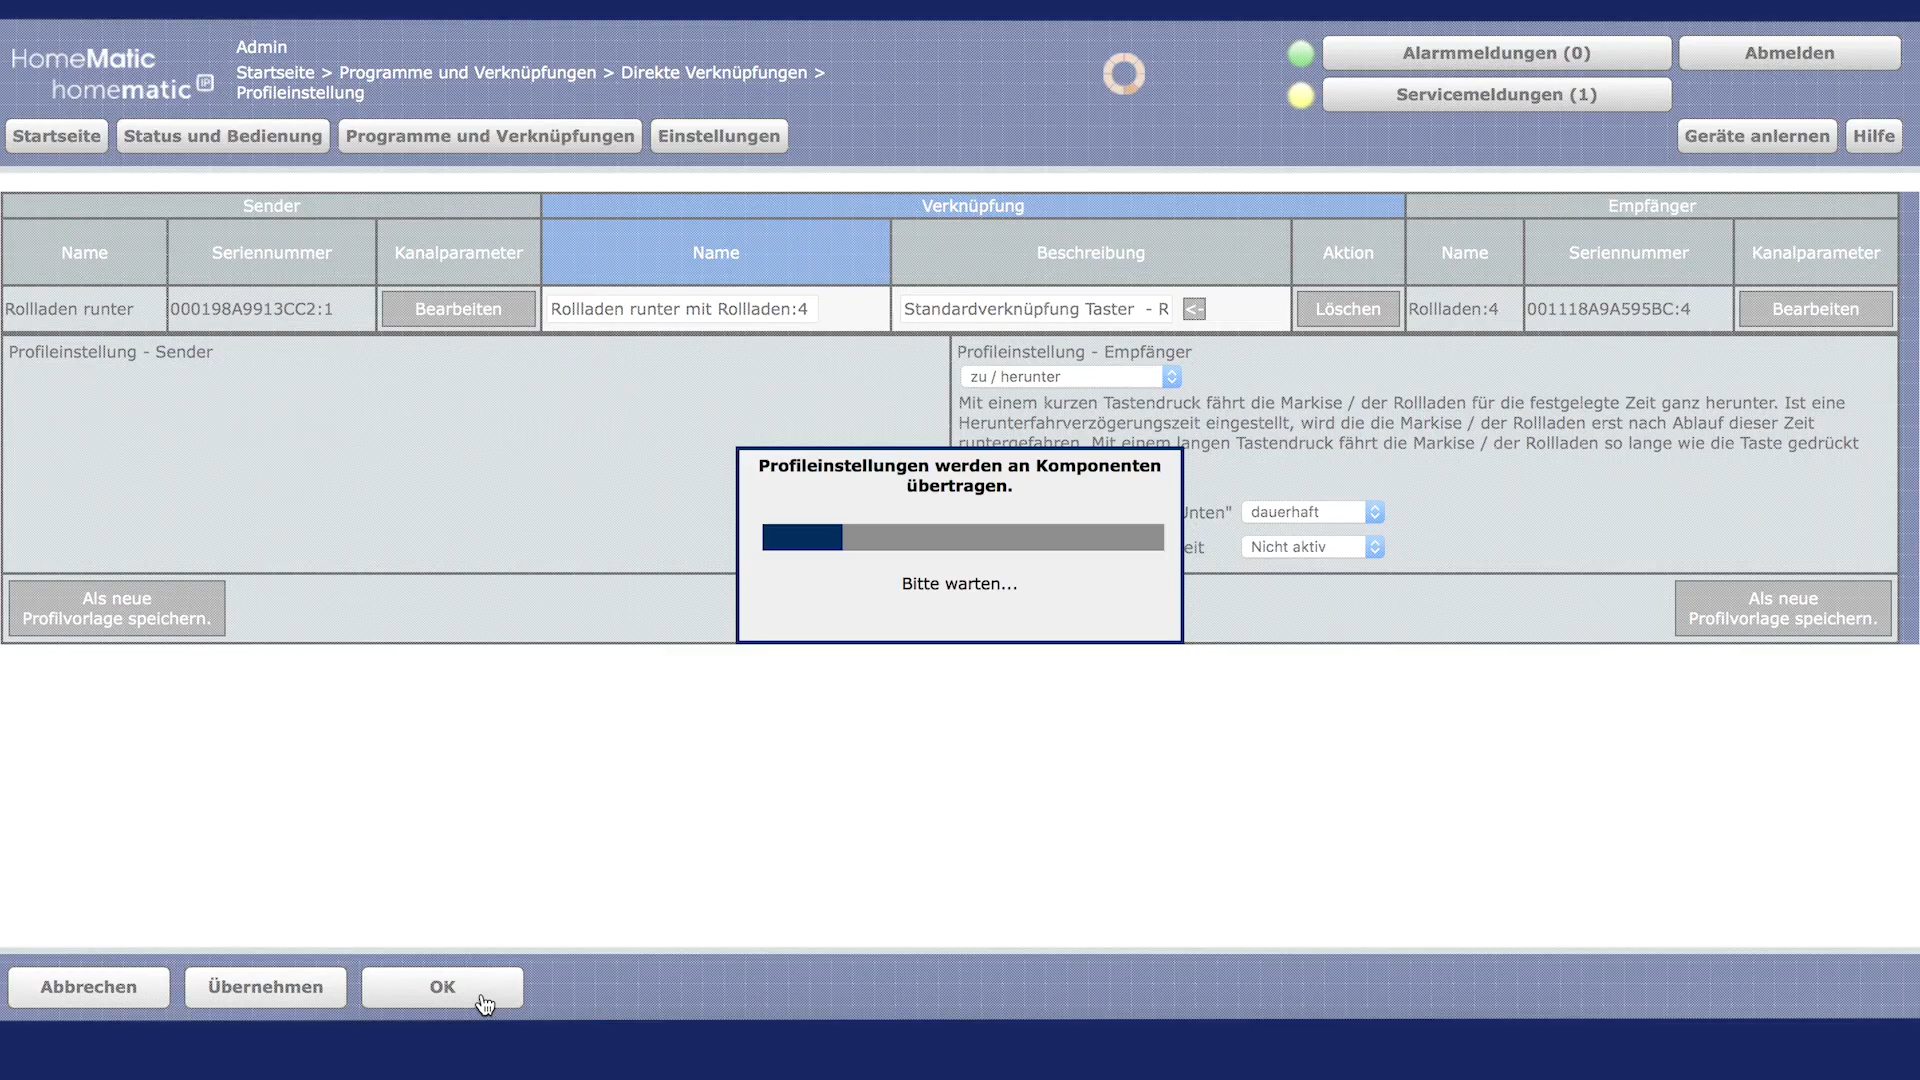 HomeMatic
homematic IP
Admin
Startseite > Programme und Verknüpfungen > Direkte Verknüpfungen >
Profileinstellung
Alarmmeldungen (0)
Abmelden
Servicemeldungen (1)
Startseite
Status und Bedienung
Programme und Verknüpfungen
Einstellungen
Geräte anlernen
Hilfe
Sender
Verknüpfung
Empfänger
Name
Seriennummer
Kanalparameter
Name
Beschreibung
Aktion
Name
Seriennummer
Kanalparameter
Rollladen runter
000198A9913CC2:1
Bearbeiten
Rollladen runter mit Rollladen:4
Standardverknüpfung Taster - R
<-
Löschen
Rollladen:4
001118A9A595BC:4
Bearbeiten
Profileinstellung - Sender
Profileinstellung - Empfänger
zu / herunter
Mit einem kurzen Tastendruck fährt die Markise / der Rollladen für die festgelegte Zeit ganz herunter. Ist eine
Herunterfahrverzögerungszeit eingestellt, wird die die Markise / der Rollladen erst nach Ablauf dieser Zeit
runtergefahren. Mit einem langen Tastendruck fährt die Markise / der Rollladen so lange wie die Taste gedrückt
Profileinstellungen werden an Komponenten
übertragen.
Bitte warten...
Unten"
dauerhaft
eit
Nicht aktiv
Als neue
Profilvorlage speichern.
Als neue
Profilvorlage speichern.
Abbrechen
Übernehmen
OK